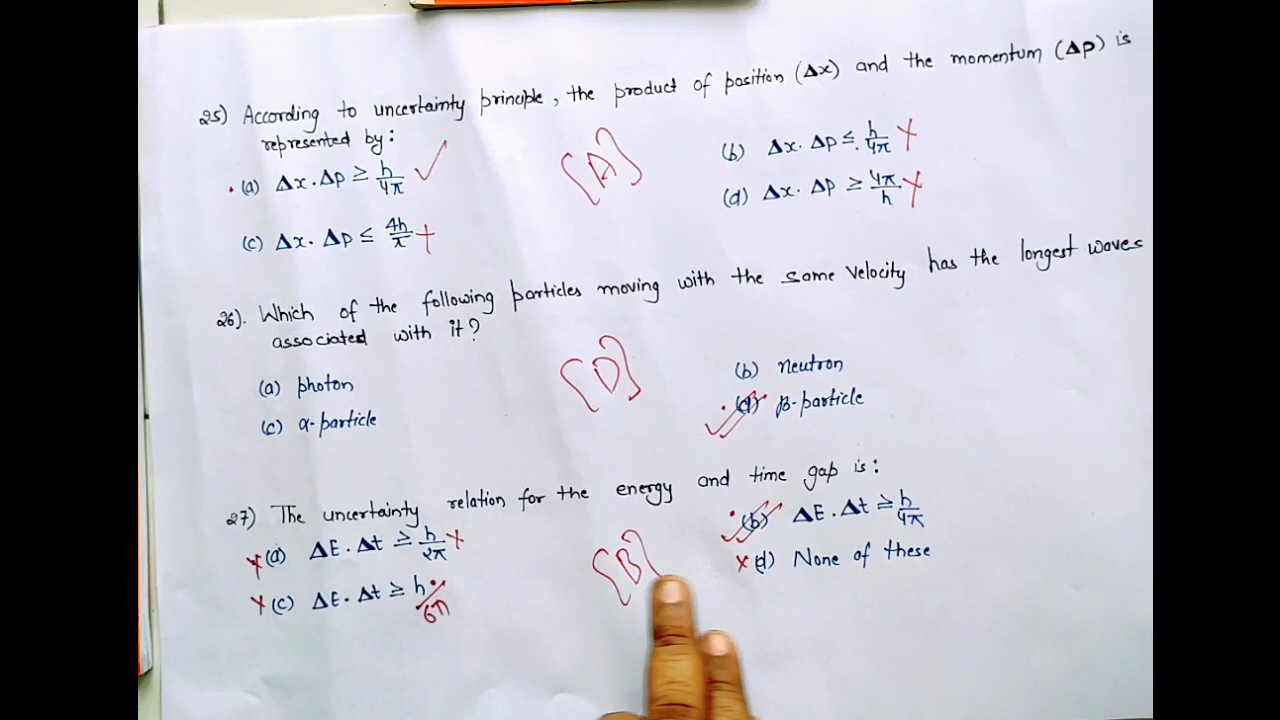 25) According to uncertainty principle, the product of position (Δx) and the momentum (Δp) is
represented by:
(a) Δx.Δp ≥ h/4π ✓
[A]
(b) Δx. Δp ≤ h/4π ×
(c) Δx. Δp ≤ 4h/π ×
(d) Δx. Δp ≥ 4π/h ×
26). Which of the following particles moving with the same velocity has the longest waves
associated with it?
(a) photon
[D]
(b) neutron
(c) α-particle
(d) β-particle
27) The uncertainty relation for the energy and time gap is:
×(a) ΔE.Δt ≥ h/2π ×
[B]
(b) ΔE.Δt ≥ h/4π
×(c) ΔE.Δt ≥ h/6π
×(d) None of these